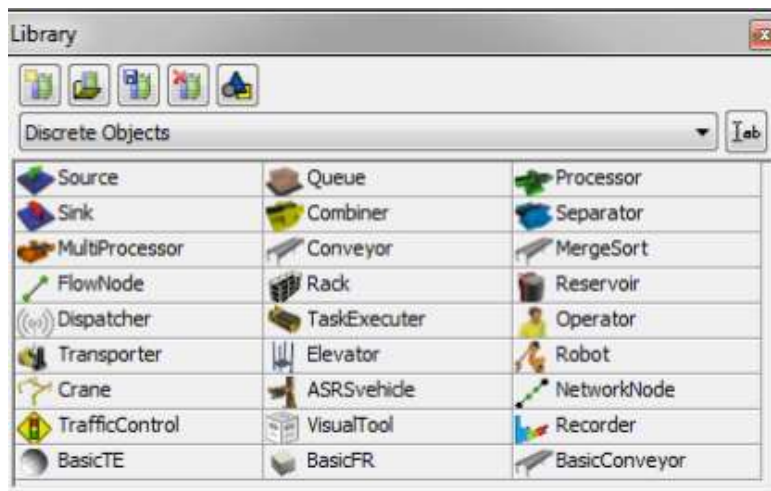 Library
Discrete Objects
ab
Source Queue Processor
Sink Combiner Separator
MultiProcessor Conveyor MergeSort
FlowNode Rack Reservoir
Dispatcher TaskExecuter Operator
Transporter Elevator Robot
Crane ASRSvehicle NetworkNode
TrafficControl VisualTool Recorder
BasicTE BasicFR BasicConveyor